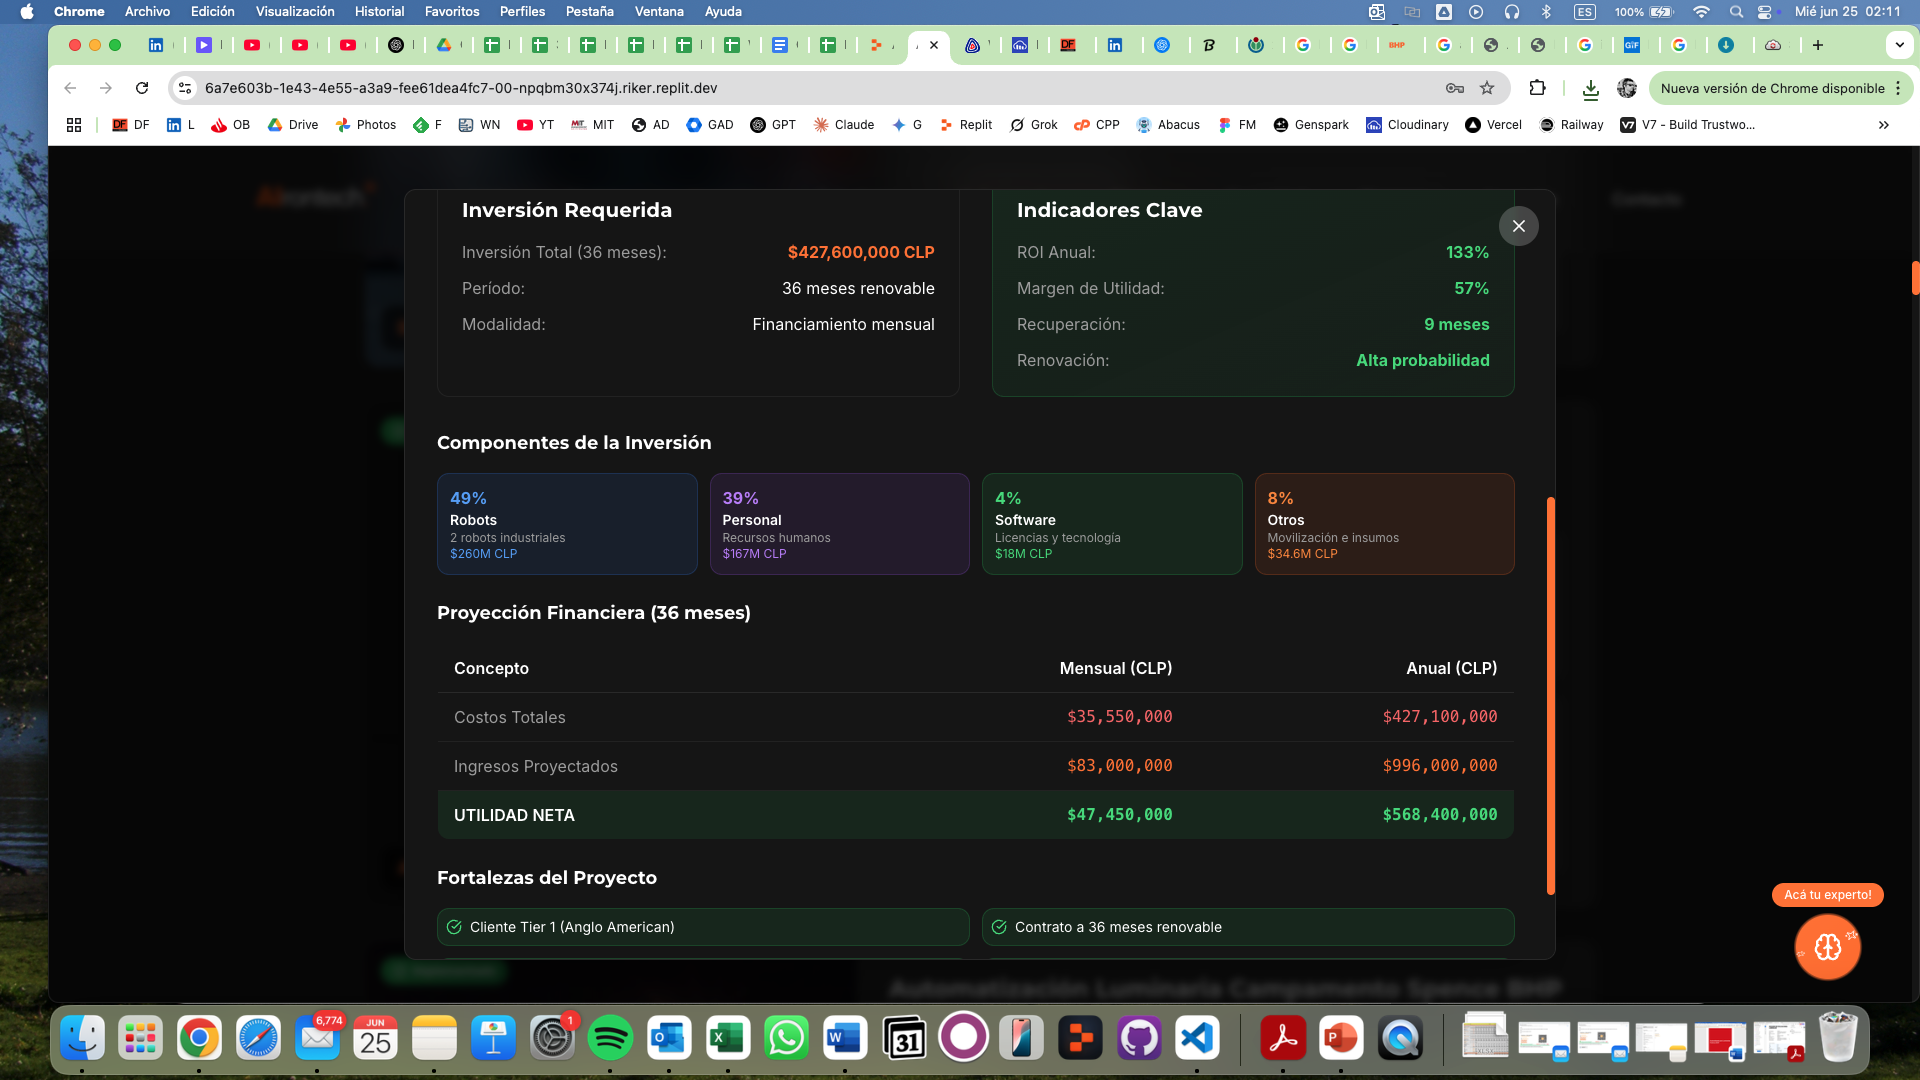 Chrome Archivo Edición Visualización Historial Favoritos Perfiles Pestaña Ventana Ayuda ES 100% Mié jun 25 02:11
6a7e603b-1e43-4e55-a3a9-fee61dea4fc7-00-npqbm30x374j.riker.replit.dev Nueva versión de Chrome disponible
DF L OB Drive Photos F WN YT MIT AD GAD GPT Claude G Replit Grok CPP Abacus FM Genspark Cloudinary Vercel Railway V7 - Build Trustwo...
Contacto
Inversión Requerida
Inversión Total (36 meses): $427,600,000 CLP
Período: 36 meses renovable
Modalidad: Financiamiento mensual
Indicadores Clave
ROI Anual: 133%
Margen de Utilidad: 57%
Recuperación: 9 meses
Renovación: Alta probabilidad
Componentes de la Inversión
49%
Robots
2 robots industriales
$260M CLP
39%
Personal
Recursos humanos
$167M CLP
4%
Software
Licencias y tecnología
$18M CLP
8%
Otros
Movilización e insumos
$34.6M CLP
Proyección Financiera (36 meses)
Concepto Mensual (CLP) Anual (CLP)
Costos Totales $35,550,000 $427,100,000
Ingresos Proyectados $83,000,000 $996,000,000
UTILIDAD NETA $47,450,000 $568,400,000
Fortalezas del Proyecto
Cliente Tier 1 (Anglo American)
Contrato a 36 meses renovable
Acá tu experto!
Automatización Luminaria Campamento Spence BHP
6,774 JUN 25 1 31